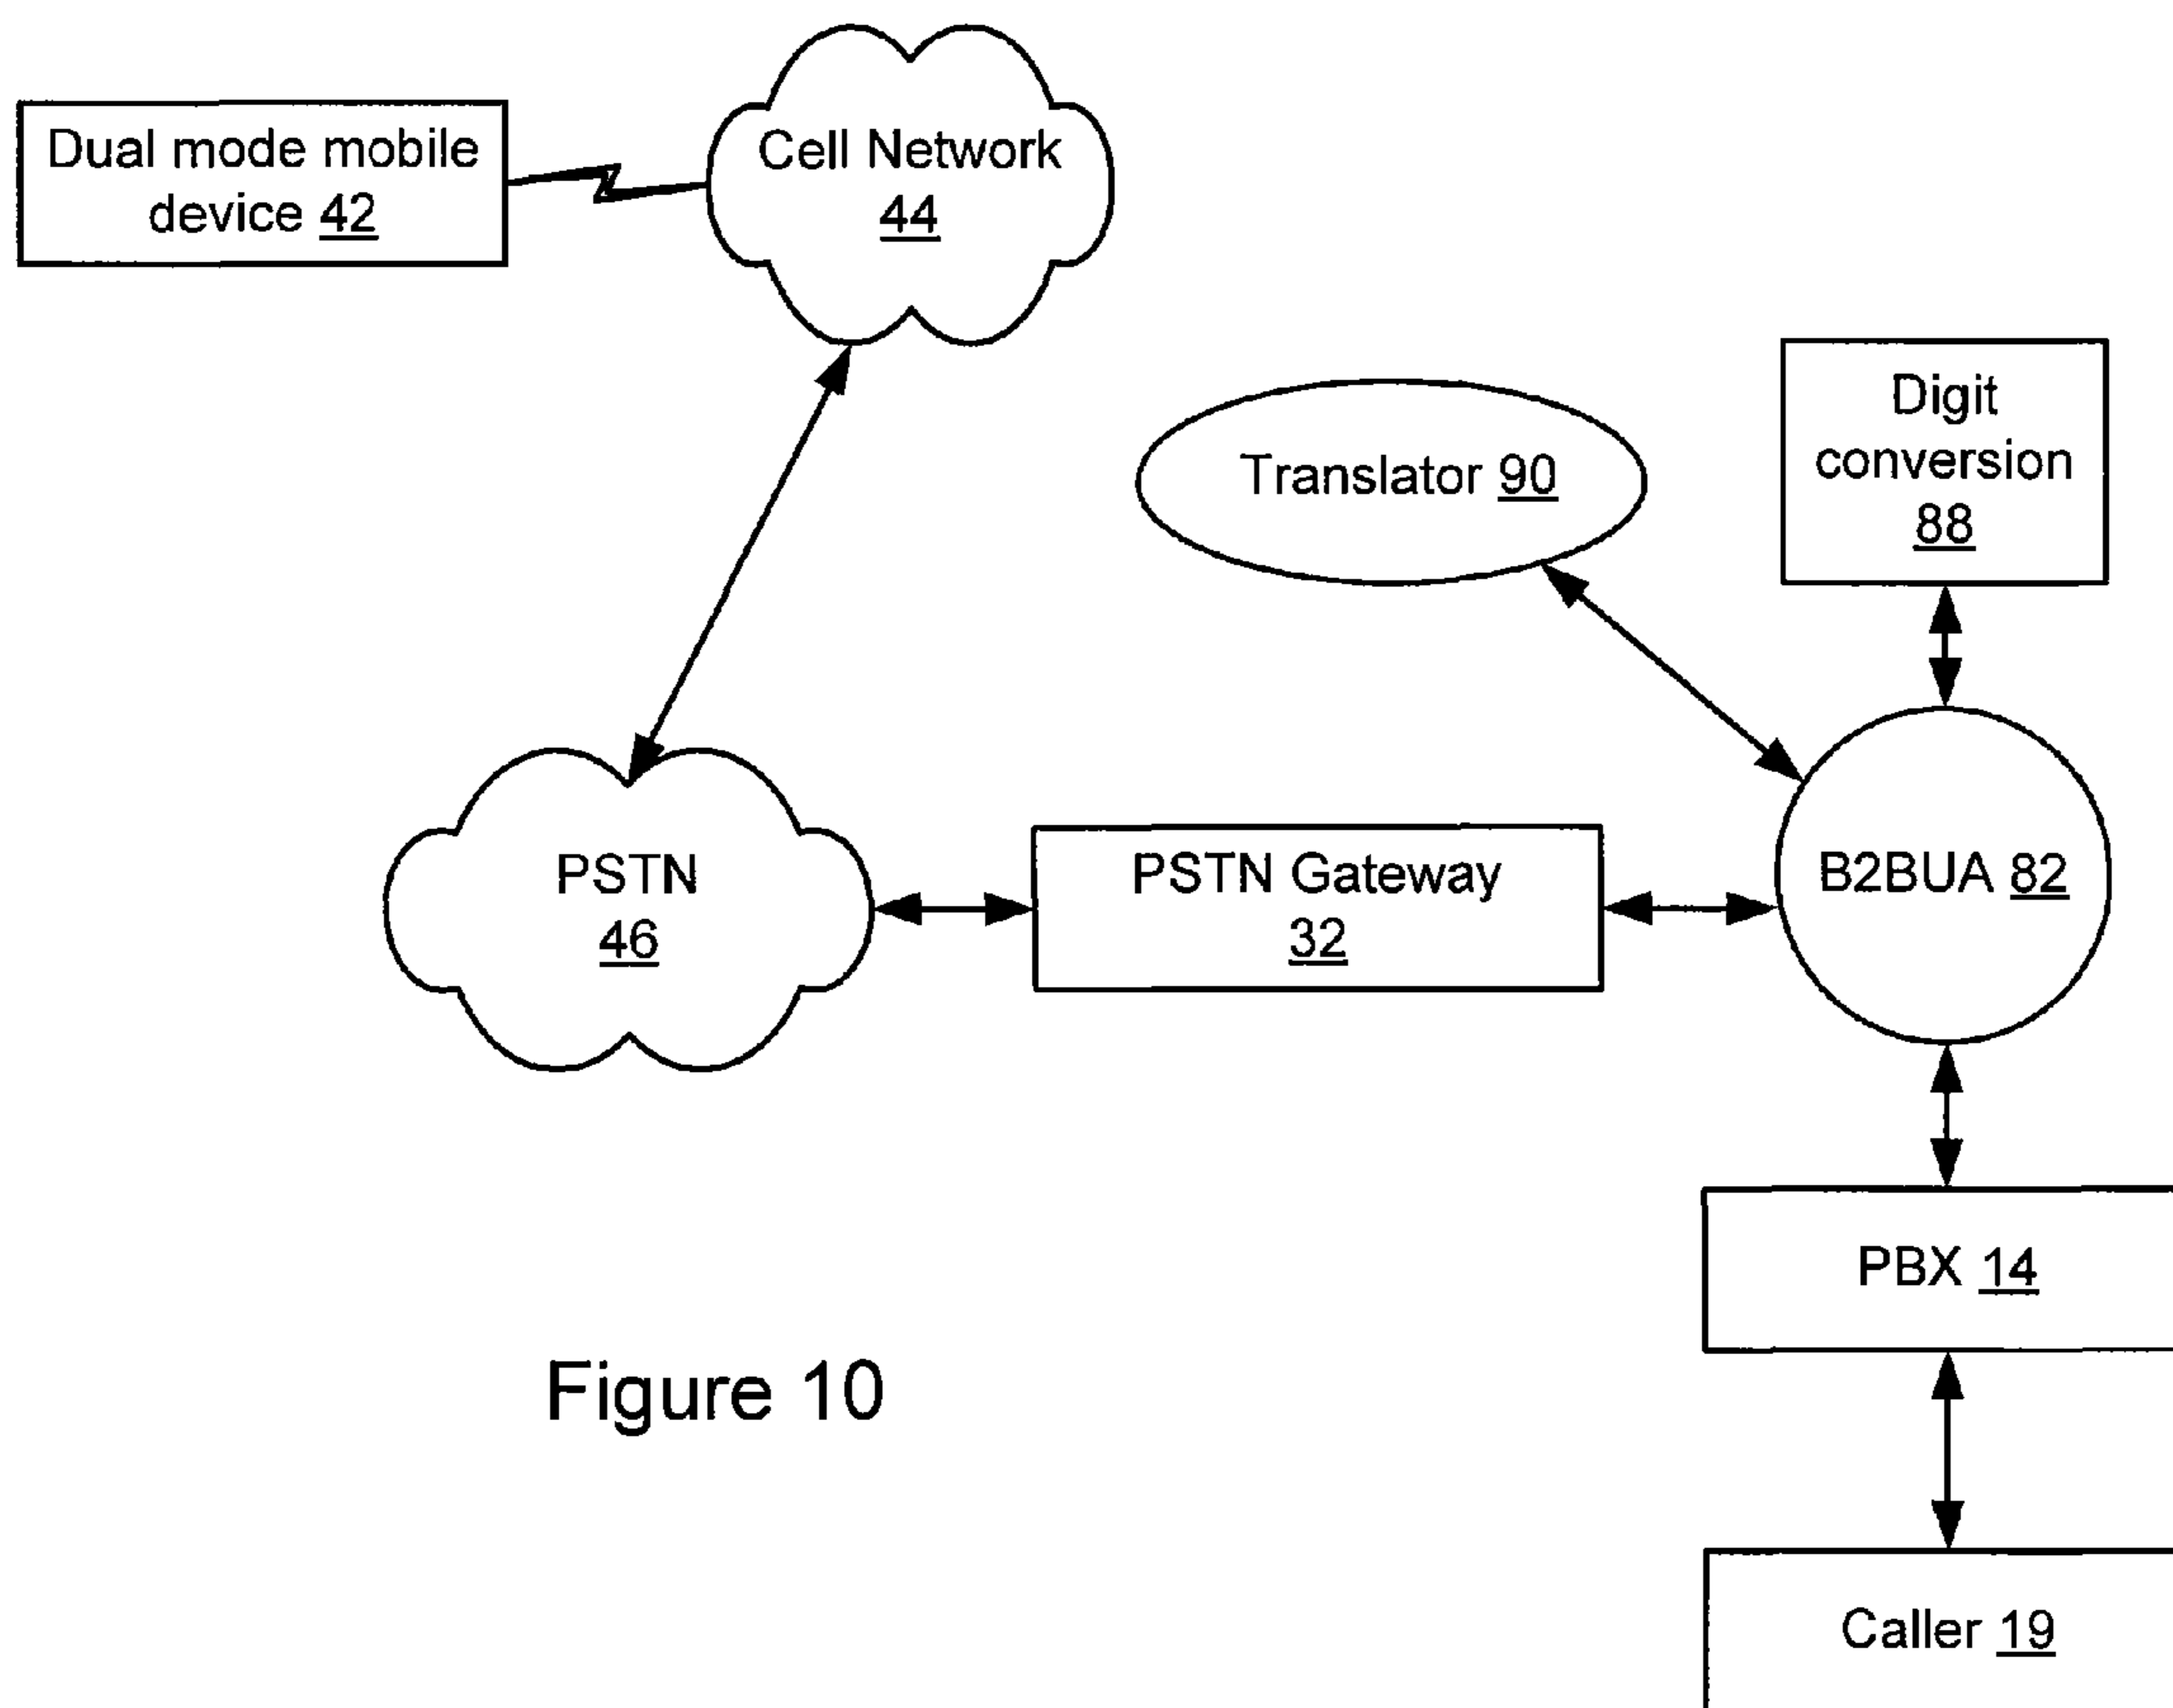 Dual mode mobile
device 42
Cell Network
44
Translator 90
Digit
conversion
88
PSTN
46
PSTN Gateway
32
B2BUA 82
PBX 14
Figure 10
Caller 19